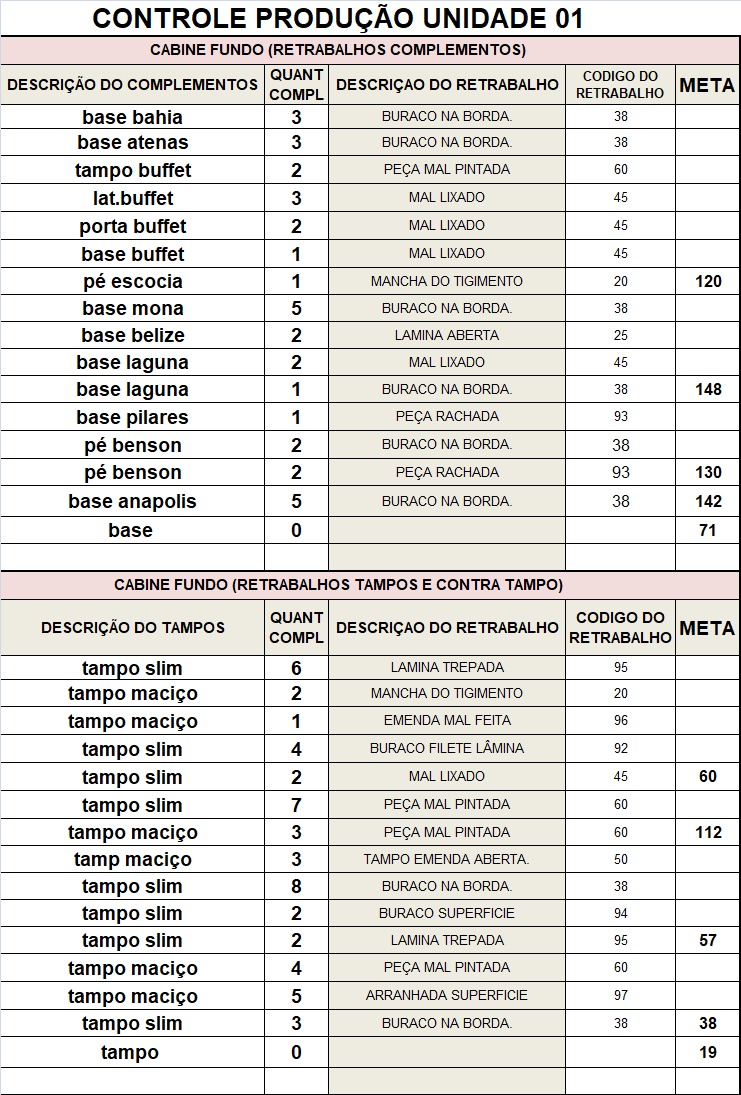 CONTROLE PRODUÇÃO UNIDADE 01
CABINE FUNDO (RETRABALHOS COMPLEMENTOS)
DESCRIÇÃO DO COMPLEMENTOS QUANT COMPL DESCRIÇAO DO RETRABALHO CODIGO DO RETRABALHO META
base bahia 3 BURACO NA BORDA. 38
base atenas 3 BURACO NA BORDA. 38
tampo buffet 2 PEÇA MAL PINTADA 60
lat.buffet 3 MAL LIXADO 45
porta buffet 2 MAL LIXADO 45
base buffet 1 MAL LIXADO 45
pé escocia 1 MANCHA DO TIGIMENTO 20 120
base mona 5 BURACO NA BORDA. 38
base belize 2 LAMINA ABERTA 25
base laguna 2 MAL LIXADO 45
base laguna 1 BURACO NA BORDA. 38 148
base pilares 1 PEÇA RACHADA 93
pé benson 2 BURACO NA BORDA. 38
pé benson 2 PEÇA RACHADA 93 130
base anapolis 5 BURACO NA BORDA. 38 142
base 0 71
CABINE FUNDO (RETRABALHOS TAMPOS E CONTRA TAMPO)
DESCRIÇÃO DO TAMPOS QUANT COMPL DESCRIÇAO DO RETRABALHO CODIGO DO RETRABALHO META
tampo slim 6 LAMINA TREPADA 95
tampo maciço 2 MANCHA DO TIGIMENTO 20
tampo maciço 1 EMENDA MAL FEITA 96
tampo slim 4 BURACO FILETE LÂMINA 92
tampo slim 2 MAL LIXADO 45 60
tampo slim 7 PEÇA MAL PINTADA 60
tampo maciço 3 PEÇA MAL PINTADA 60 112
tamp maciço 3 TAMPO EMENDA ABERTA. 50
tampo slim 8 BURACO NA BORDA. 38
tampo slim 2 BURACO SUPERFICIE 94
tampo slim 2 LAMINA TREPADA 95 57
tampo maciço 4 PEÇA MAL PINTADA 60
tampo maciço 5 ARRANHADA SUPERFICIE 97
tampo slim 3 BURACO NA BORDA. 38 38
tampo 0 19